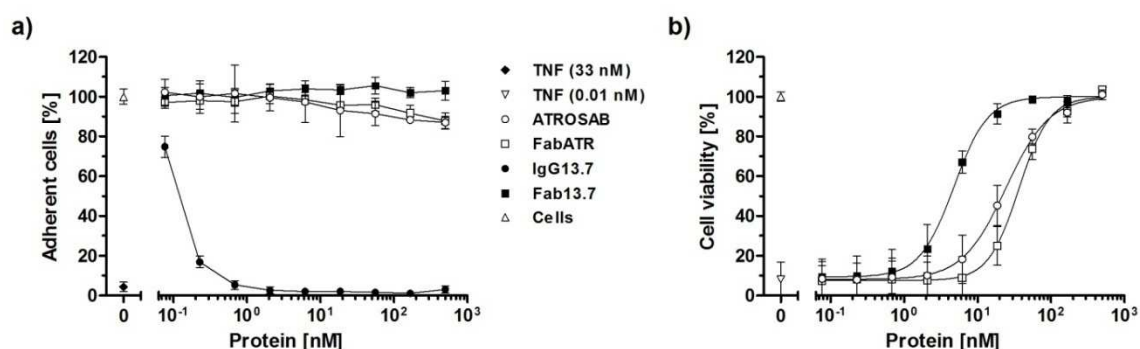 a)
Adherent cells [%]
120
100
80
60
40
20
0
0
10-1
100
101
102
103
Protein [nM]
TNF (33 nM)
TNF (0.01 nM)
ATROSAB
FabATR
IgG13.7
Fab13.7
Cells
b)
Cell viability [%]
120
100
80
60
40
20
0
0
10-1
100
101
102
103
Protein [nM]